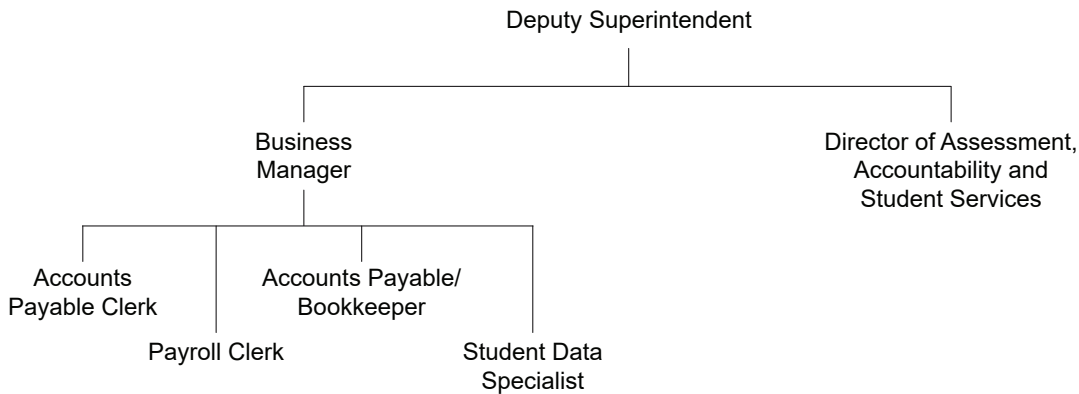 Deputy Superintendent
Business
Manager
Director of Assessment,
Accountability and
Student Services
Accounts
Payable Clerk
Accounts Payable/
Bookkeeper
Payroll Clerk
Student Data
Specialist